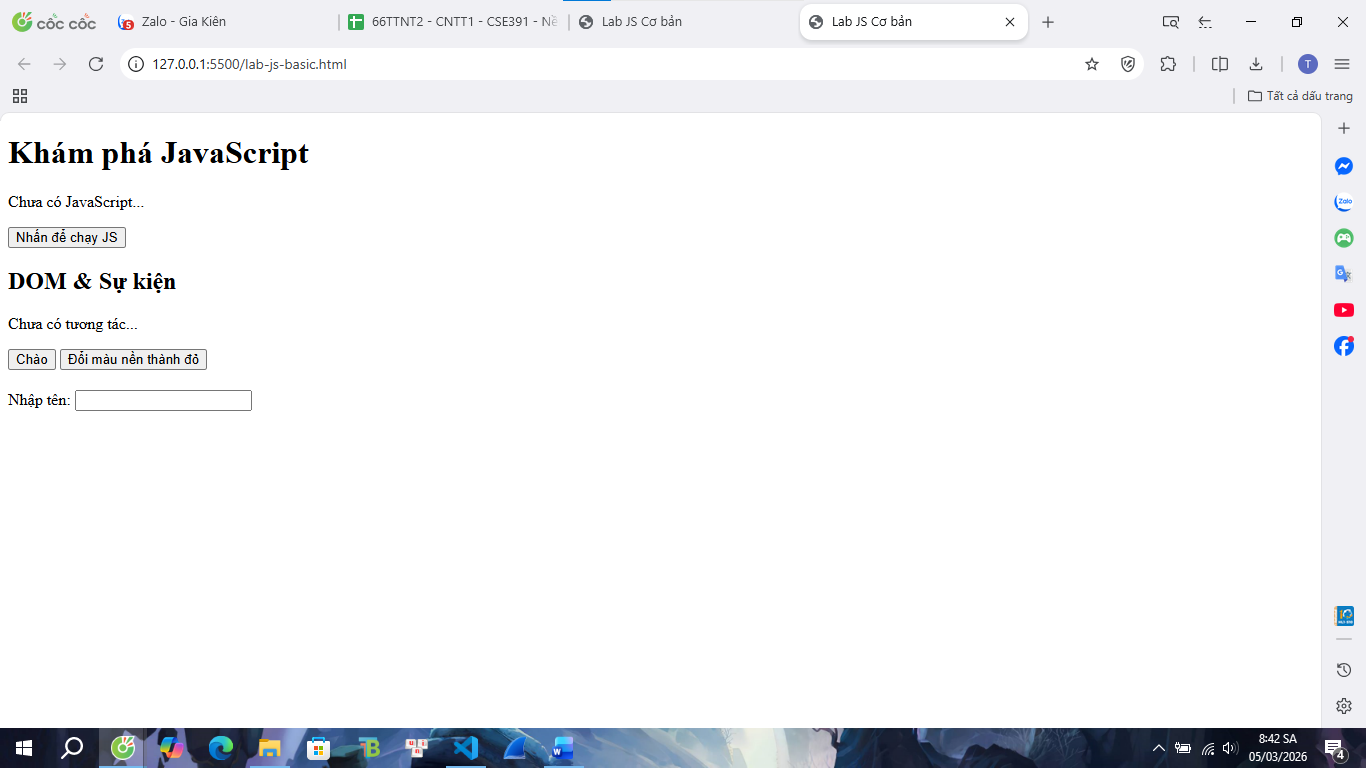 cốc cốc
Zalo - Gia Kiên
66TTNT2 - CNTT1 - CSE391 - Nề
Lab JS Cơ bản
Lab JS Cơ bản
127.0.0.1:5500/lab-js-basic.html
T
Tất cả dấu trang
Khám phá JavaScript
Chưa có JavaScript...
Nhấn để chạy JS
DOM & Sự kiện
Chưa có tương tác...
Chào
Đổi màu nền thành đỏ
Nhập tên:
Zalo
8:42 SA
05/03/2026
4